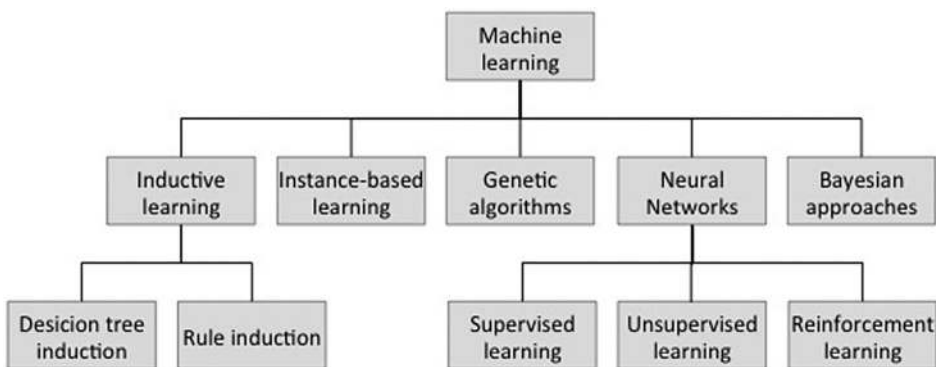 Machine
learning
Inductive
learning
Instance-based
learning
Genetic
algorithms
Neural
Networks
Bayesian
approaches
Desicion tree
induction
Rule induction
Supervised
learning
Unsupervised
learning
Reinforcement
learning